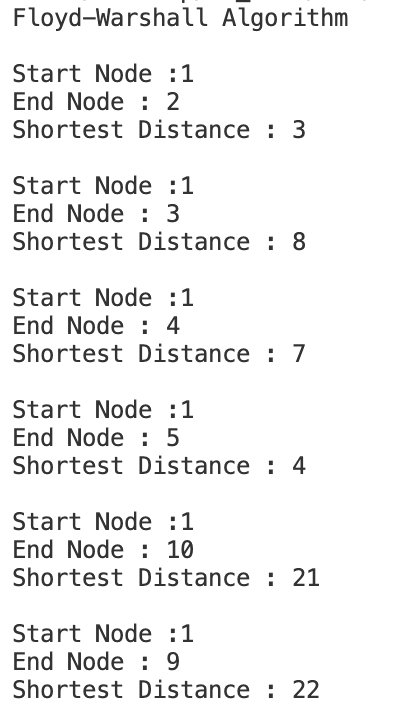 Floyd-Warshall Algorithm
Start Node :1
End Node : 2
Shortest Distance : 3
Start Node :1
End Node : 3
Shortest Distance : 8
Start Node :1
End Node : 4
Shortest Distance : 7
Start Node :1
End Node : 5
Shortest Distance : 4
Start Node :1
End Node : 10
Shortest Distance : 21
Start Node :1
End Node : 9
Shortest Distance : 22